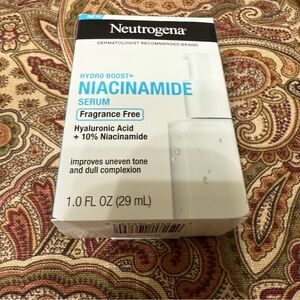 NEW
Neutrogena®
DERMATOLOGIST RECOMMENDED BRAND
HYDRO BOOST+
NIACINAMIDE
SERUM
Fragrance Free
Hyaluronic Acid
+ 10% Niacinamide
improves uneven tone
and dull complexion
1.0 FL OZ (29 mL)